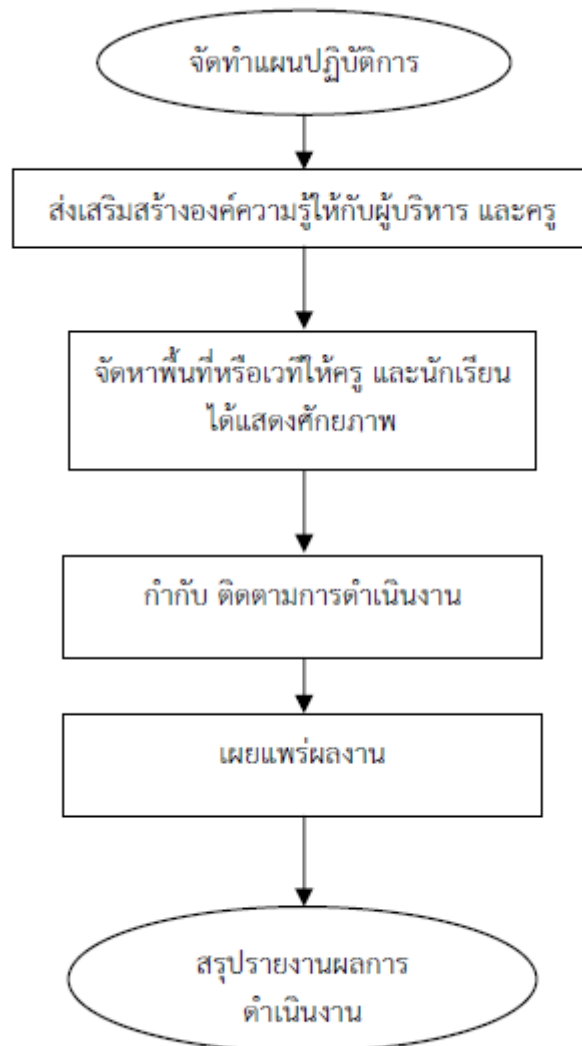 จัดทำแผนปฏิบัติการ
ส่งเสริมสร้างองค์ความรู้ให้กับผู้บริหาร และครู
จัดหาพื้นที่หรือเวทีให้ครู และนักเรียน
ได้แสดงศักยภาพ
กำกับ ติดตามการดำเนินงาน
เผยแพร่ผลงาน
สรุปรายงานผลการ
ดำเนินงาน